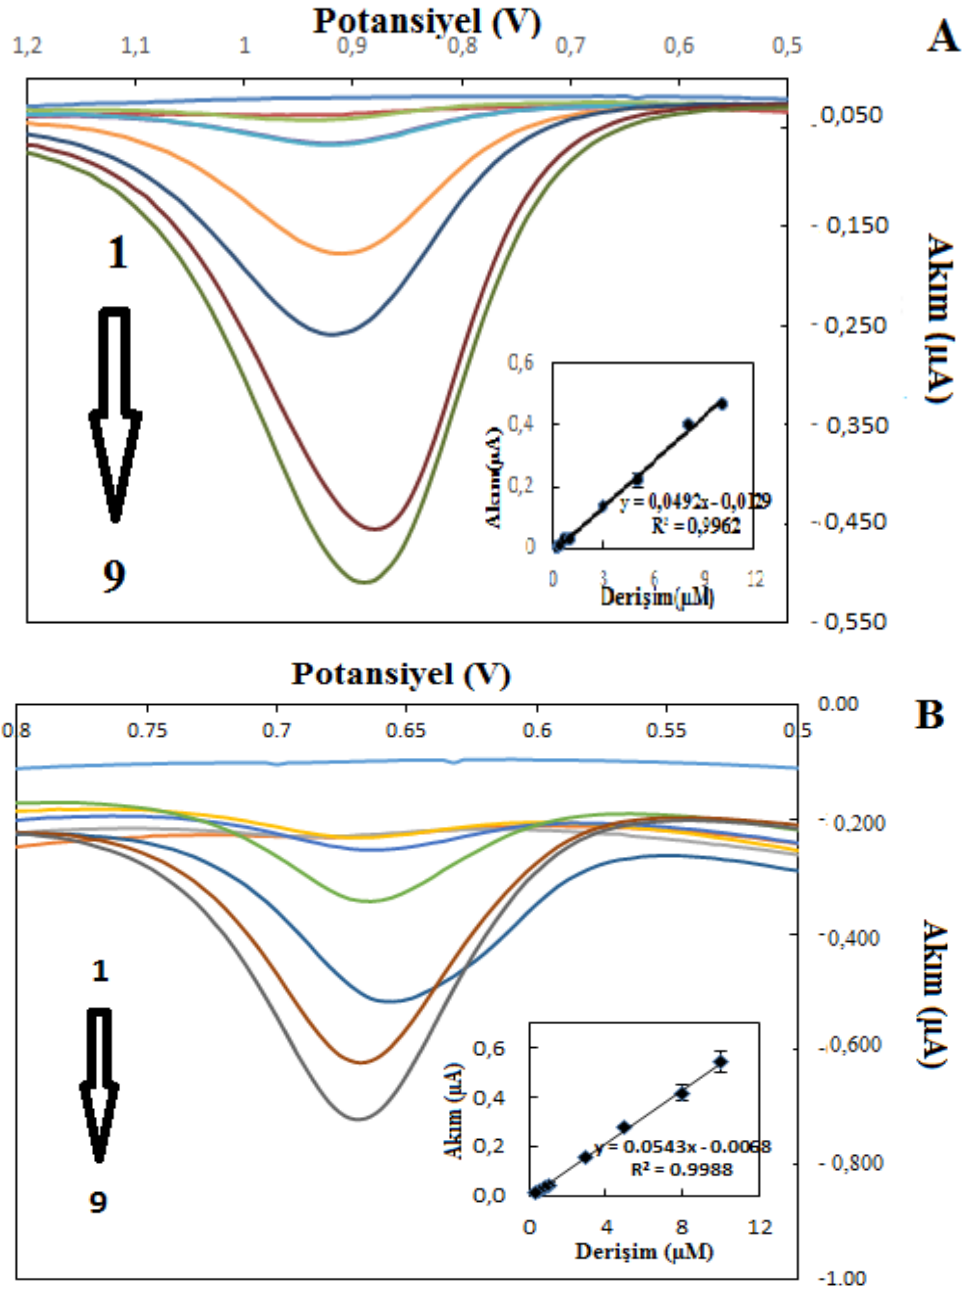 Potansiyel (V)
A
1,2 1,1 1 0,9 0,8 0,7 0,6 0,5
- 0,050
- 0,150
- 0,250
- 0,350
- 0,450
- 0,550
Akım (µA)
1
9
0,6
0,4
0,2
0
Akım(µA)
y = 0,0492x - 0,0129
R² = 0,9962
0 3 6 9 12
Derişim(µM)
Potansiyel (V)
B
0.8 0.75 0.7 0.65 0.6 0.55 0.5
0.00
- 0.200
- 0,400
- 0,600
- 0,800
-1.00
Akım (µA)
1
9
0,6
0,4
0,2
0,0
Akım (µA)
y = 0.0543x - 0.0068
R² = 0.9988
0 4 8 12
Derişim (µM)